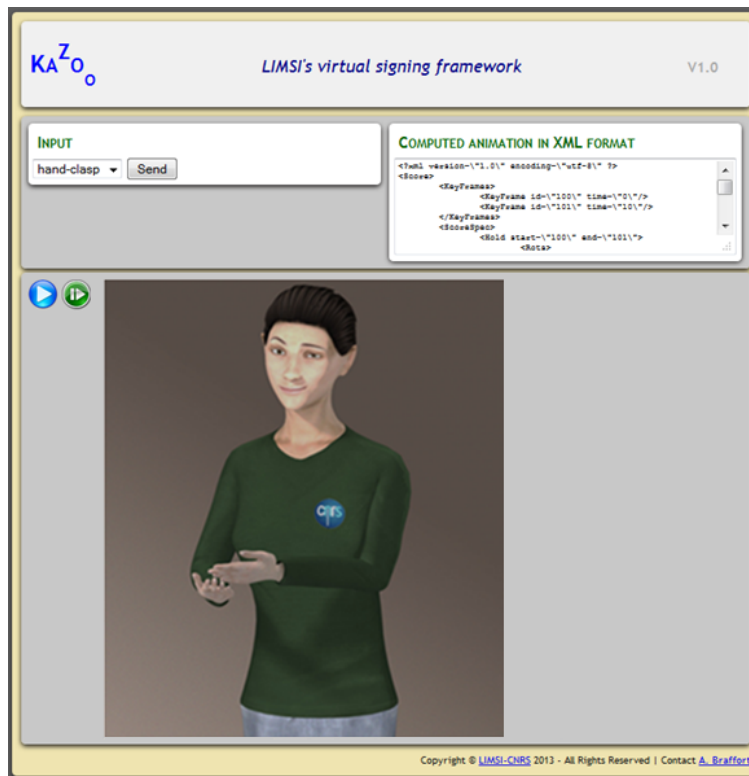 KAZOO
LIMSI's virtual signing framework
V1.0
INPUT
hand-clasp
Send
COMPUTED ANIMATION IN XML FORMAT
<?xml version=\"1.0\" encoding=\"utf-8\" ?>
<Score>
<KeyFrames>
<KeyFrame id=\"100\" time=\"0\"/>
<KeyFrame id=\"101\" time=\"10\"/>
</KeyFrames>
<ScoreSpec>
<Hold start=\"100\" end=\"101\">
<Rots>
cnrs
Copyright © LIMSI-CNRS 2013 - All Rights Reserved | Contact A. Braffort